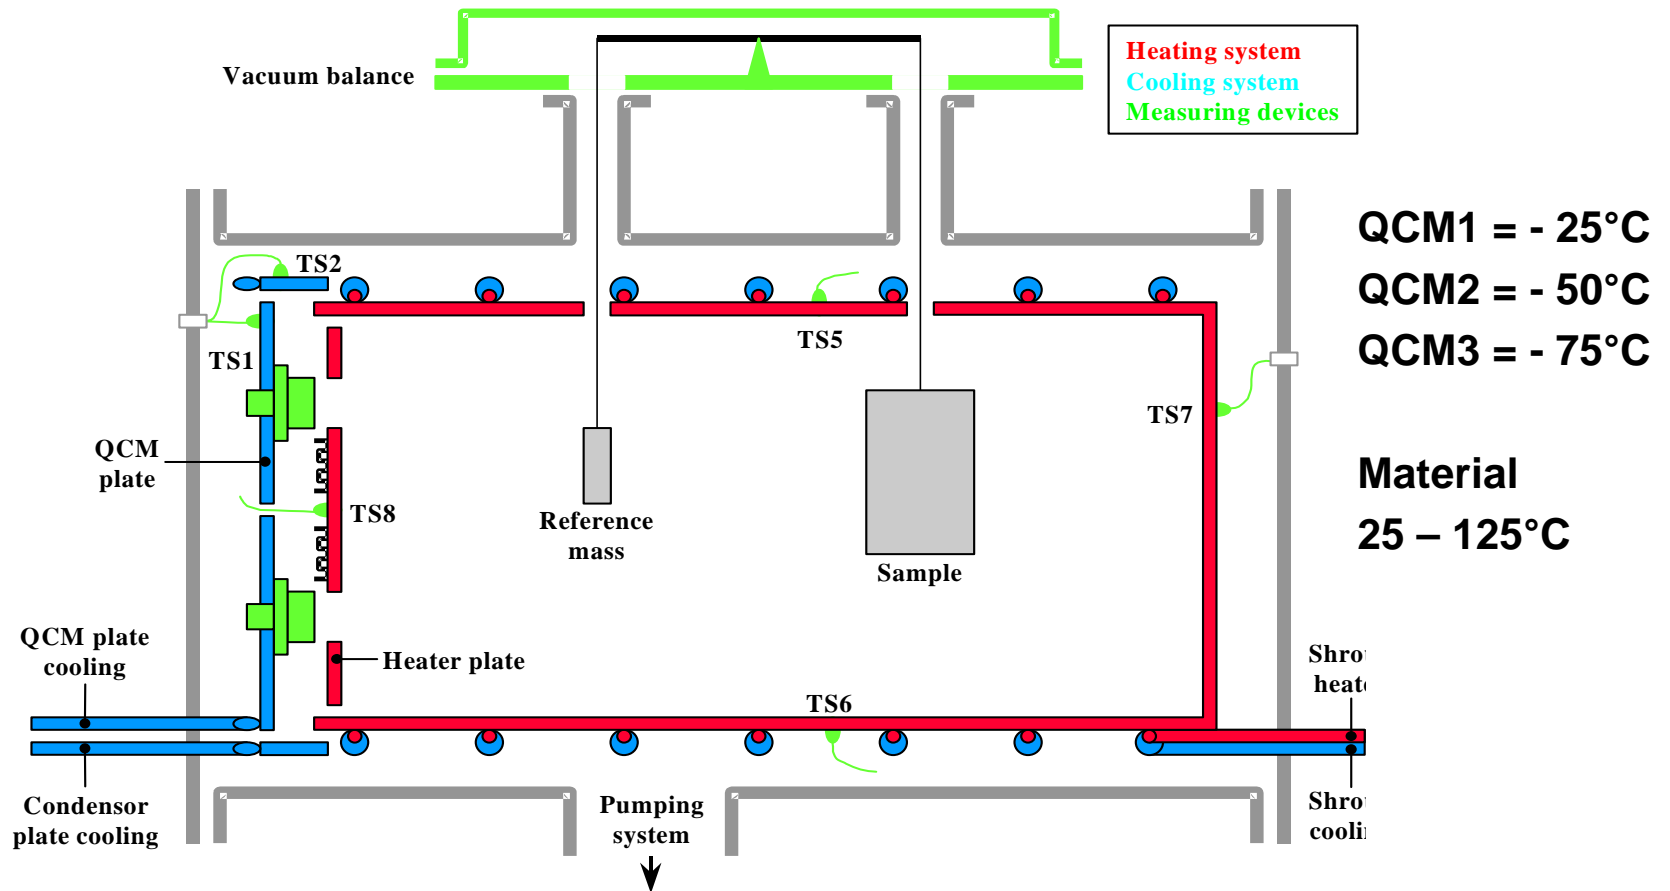 Vacuum balance
Heating system
Cooling system
Measuring devices
QCM1 = - 25°C
QCM2 = - 50°C
QCM3 = - 75°C
Material
25 – 125°C
TS2
TS1
TS5
TS7
QCM
plate
TS8
Reference
mass
Sample
QCM plate
cooling
Heater plate
TS6
Condensor
plate cooling
Pumping
system